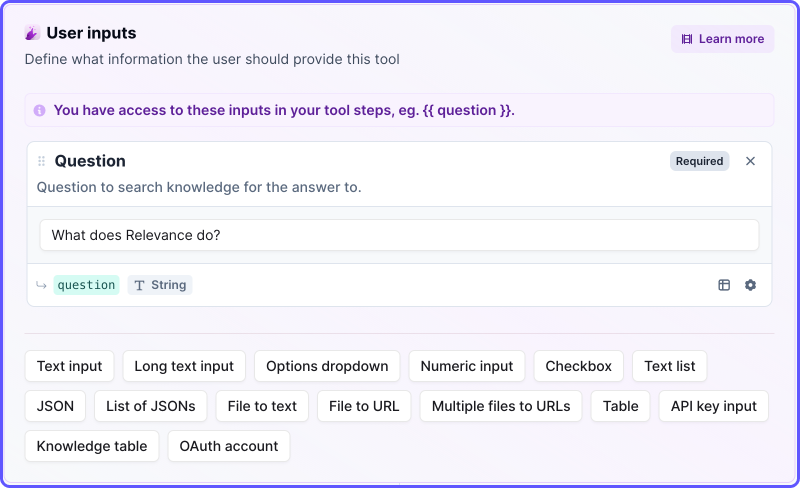 User inputs
Learn more
Define what information the user should provide this tool
You have access to these inputs in your tool steps, eg. {{ question }}.
Question
Required
Question to search knowledge for the answer to.
What does Relevance do?
question
String
Text input
Long text input
Options dropdown
Numeric input
Checkbox
Text list
JSON
List of JSONs
File to text
File to URL
Multiple files to URLs
Table
API key input
Knowledge table
OAuth account